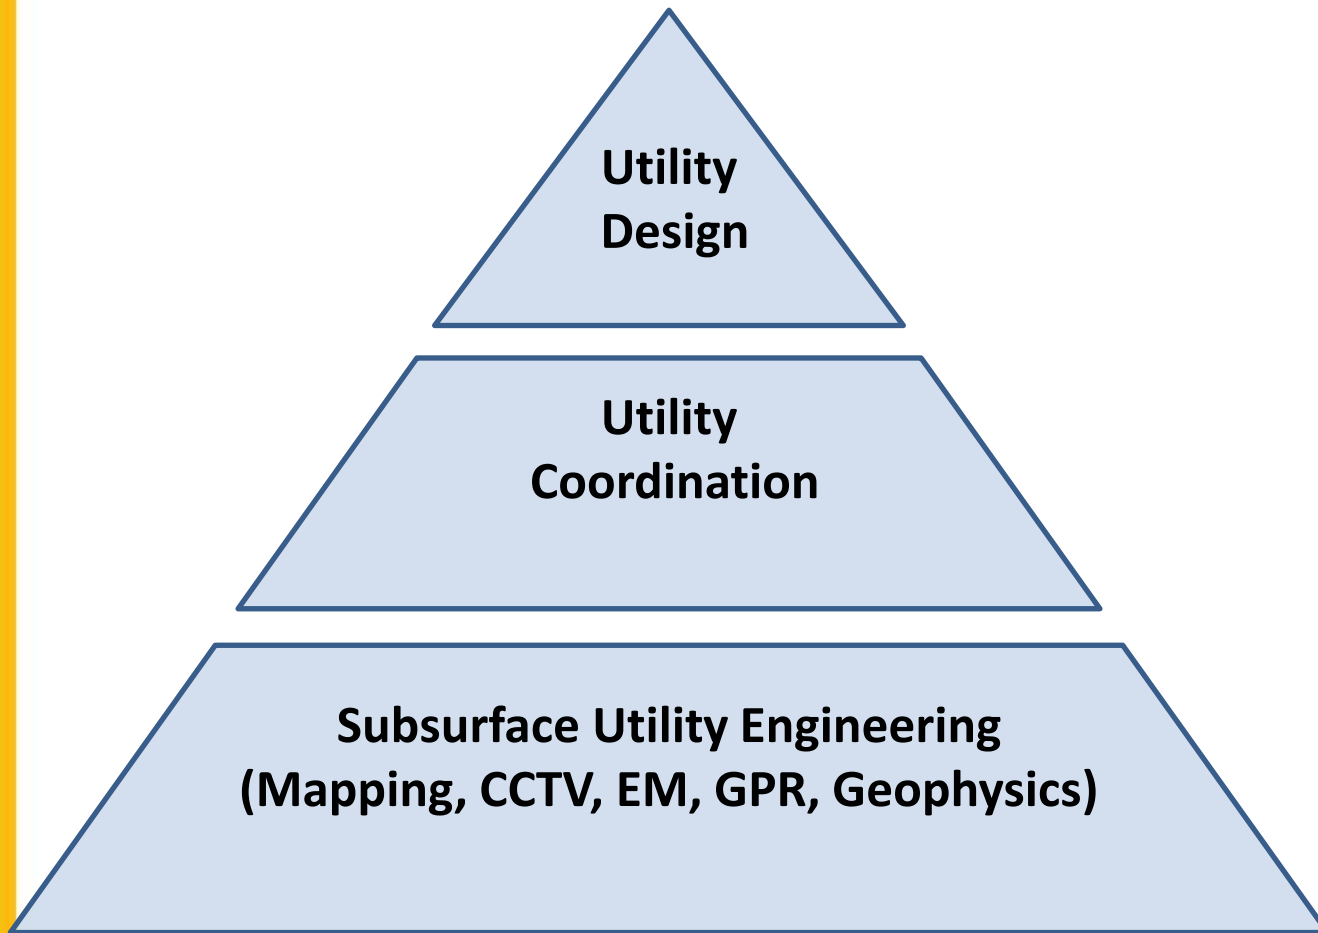 Utility
Design
Utility
Coordination
Subsurface Utility Engineering
(Mapping, CCTV, EM, GPR, Geophysics)